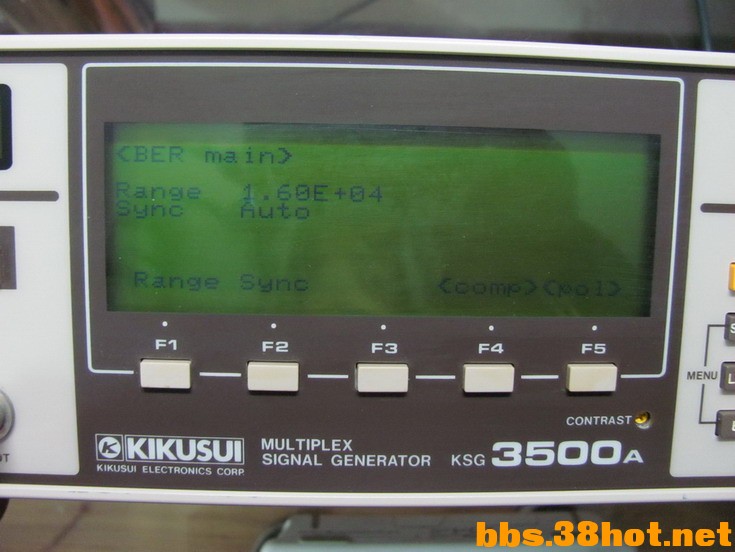 <BER main>
Range 1.60E+04
Sync Auto
Range Sync <comp><pol>
F1 F2 F3 F4 F5
MENU
CONTRAST
KIKUSUI
KIKUSUI ELECTRONICS CORP.
MULTIPLEX
SIGNAL GENERATOR KSG 3500A
bbs.38hot.net